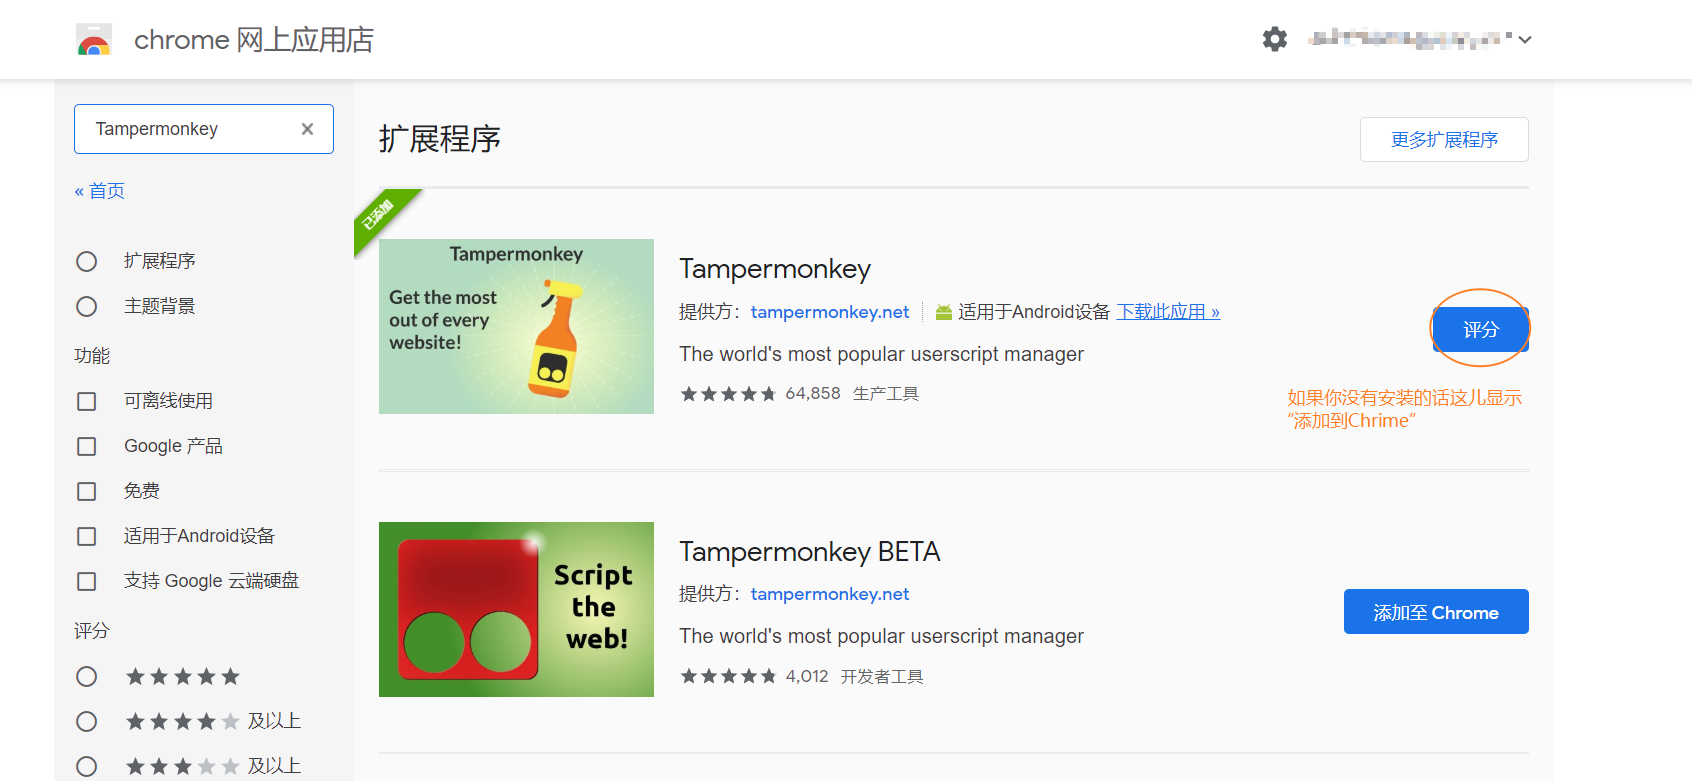 chrome 网上应用店
Tampermonkey
« 首页
扩展程序
主题背景
功能
可离线使用
Google 产品
免费
适用于Android设备
支持 Google 云端硬盘
评分
及以上
及以上
扩展程序
更多扩展程序
已添加
Tampermonkey
Get the most
out of every
website!
Tampermonkey
提供方： tampermonkey.net 适用于Android设备 下载此应用 »
The world's most popular userscript manager
64,858 生产工具
评分
如果你没有安装的话这儿显示
“添加到Chrime”
Script
the
web!
Tampermonkey BETA
提供方： tampermonkey.net
The world's most popular userscript manager
4,012 开发者工具
添加至 Chrome